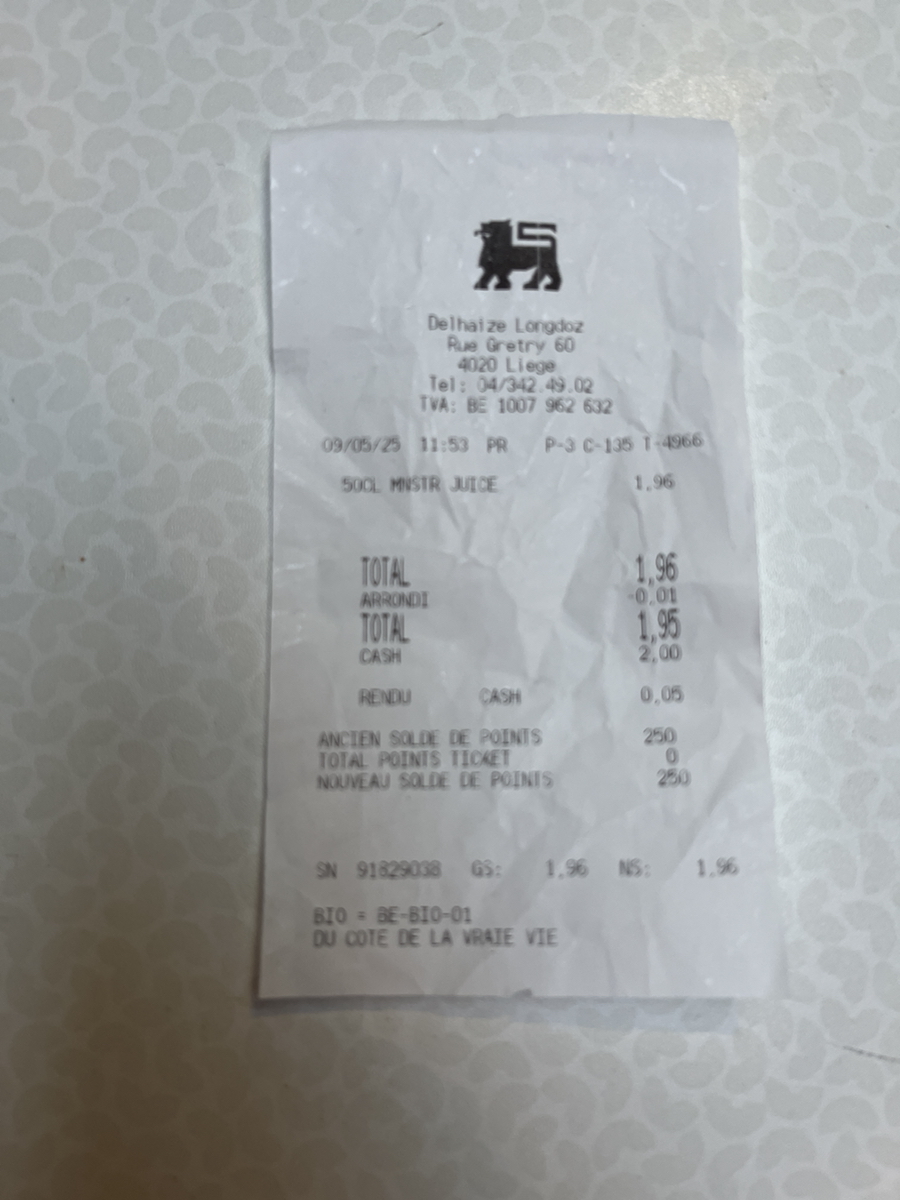 Delhaize Longdoz
Rue Gretry 60
4020 Liege
Tel: 04/342.49.02
TVA: BE 1007 962 632
09/05/25 11:53 PR P-3 C-135 T-4966
50CL MNSTR JUICE 1,96
TOTAL 1,96
ARRONDI -0,01
TOTAL 1,95
CASH 2,00
RENDU CASH 0,05
ANCIEN SOLDE DE POINTS 250
TOTAL POINTS TICKET 0
NOUVEAU SOLDE DE POINTS 250
SN 91829038 GS: 1,96 NS: 1,96
BIO = BE-BIO-01
DU COTE DE LA VRAIE VIE